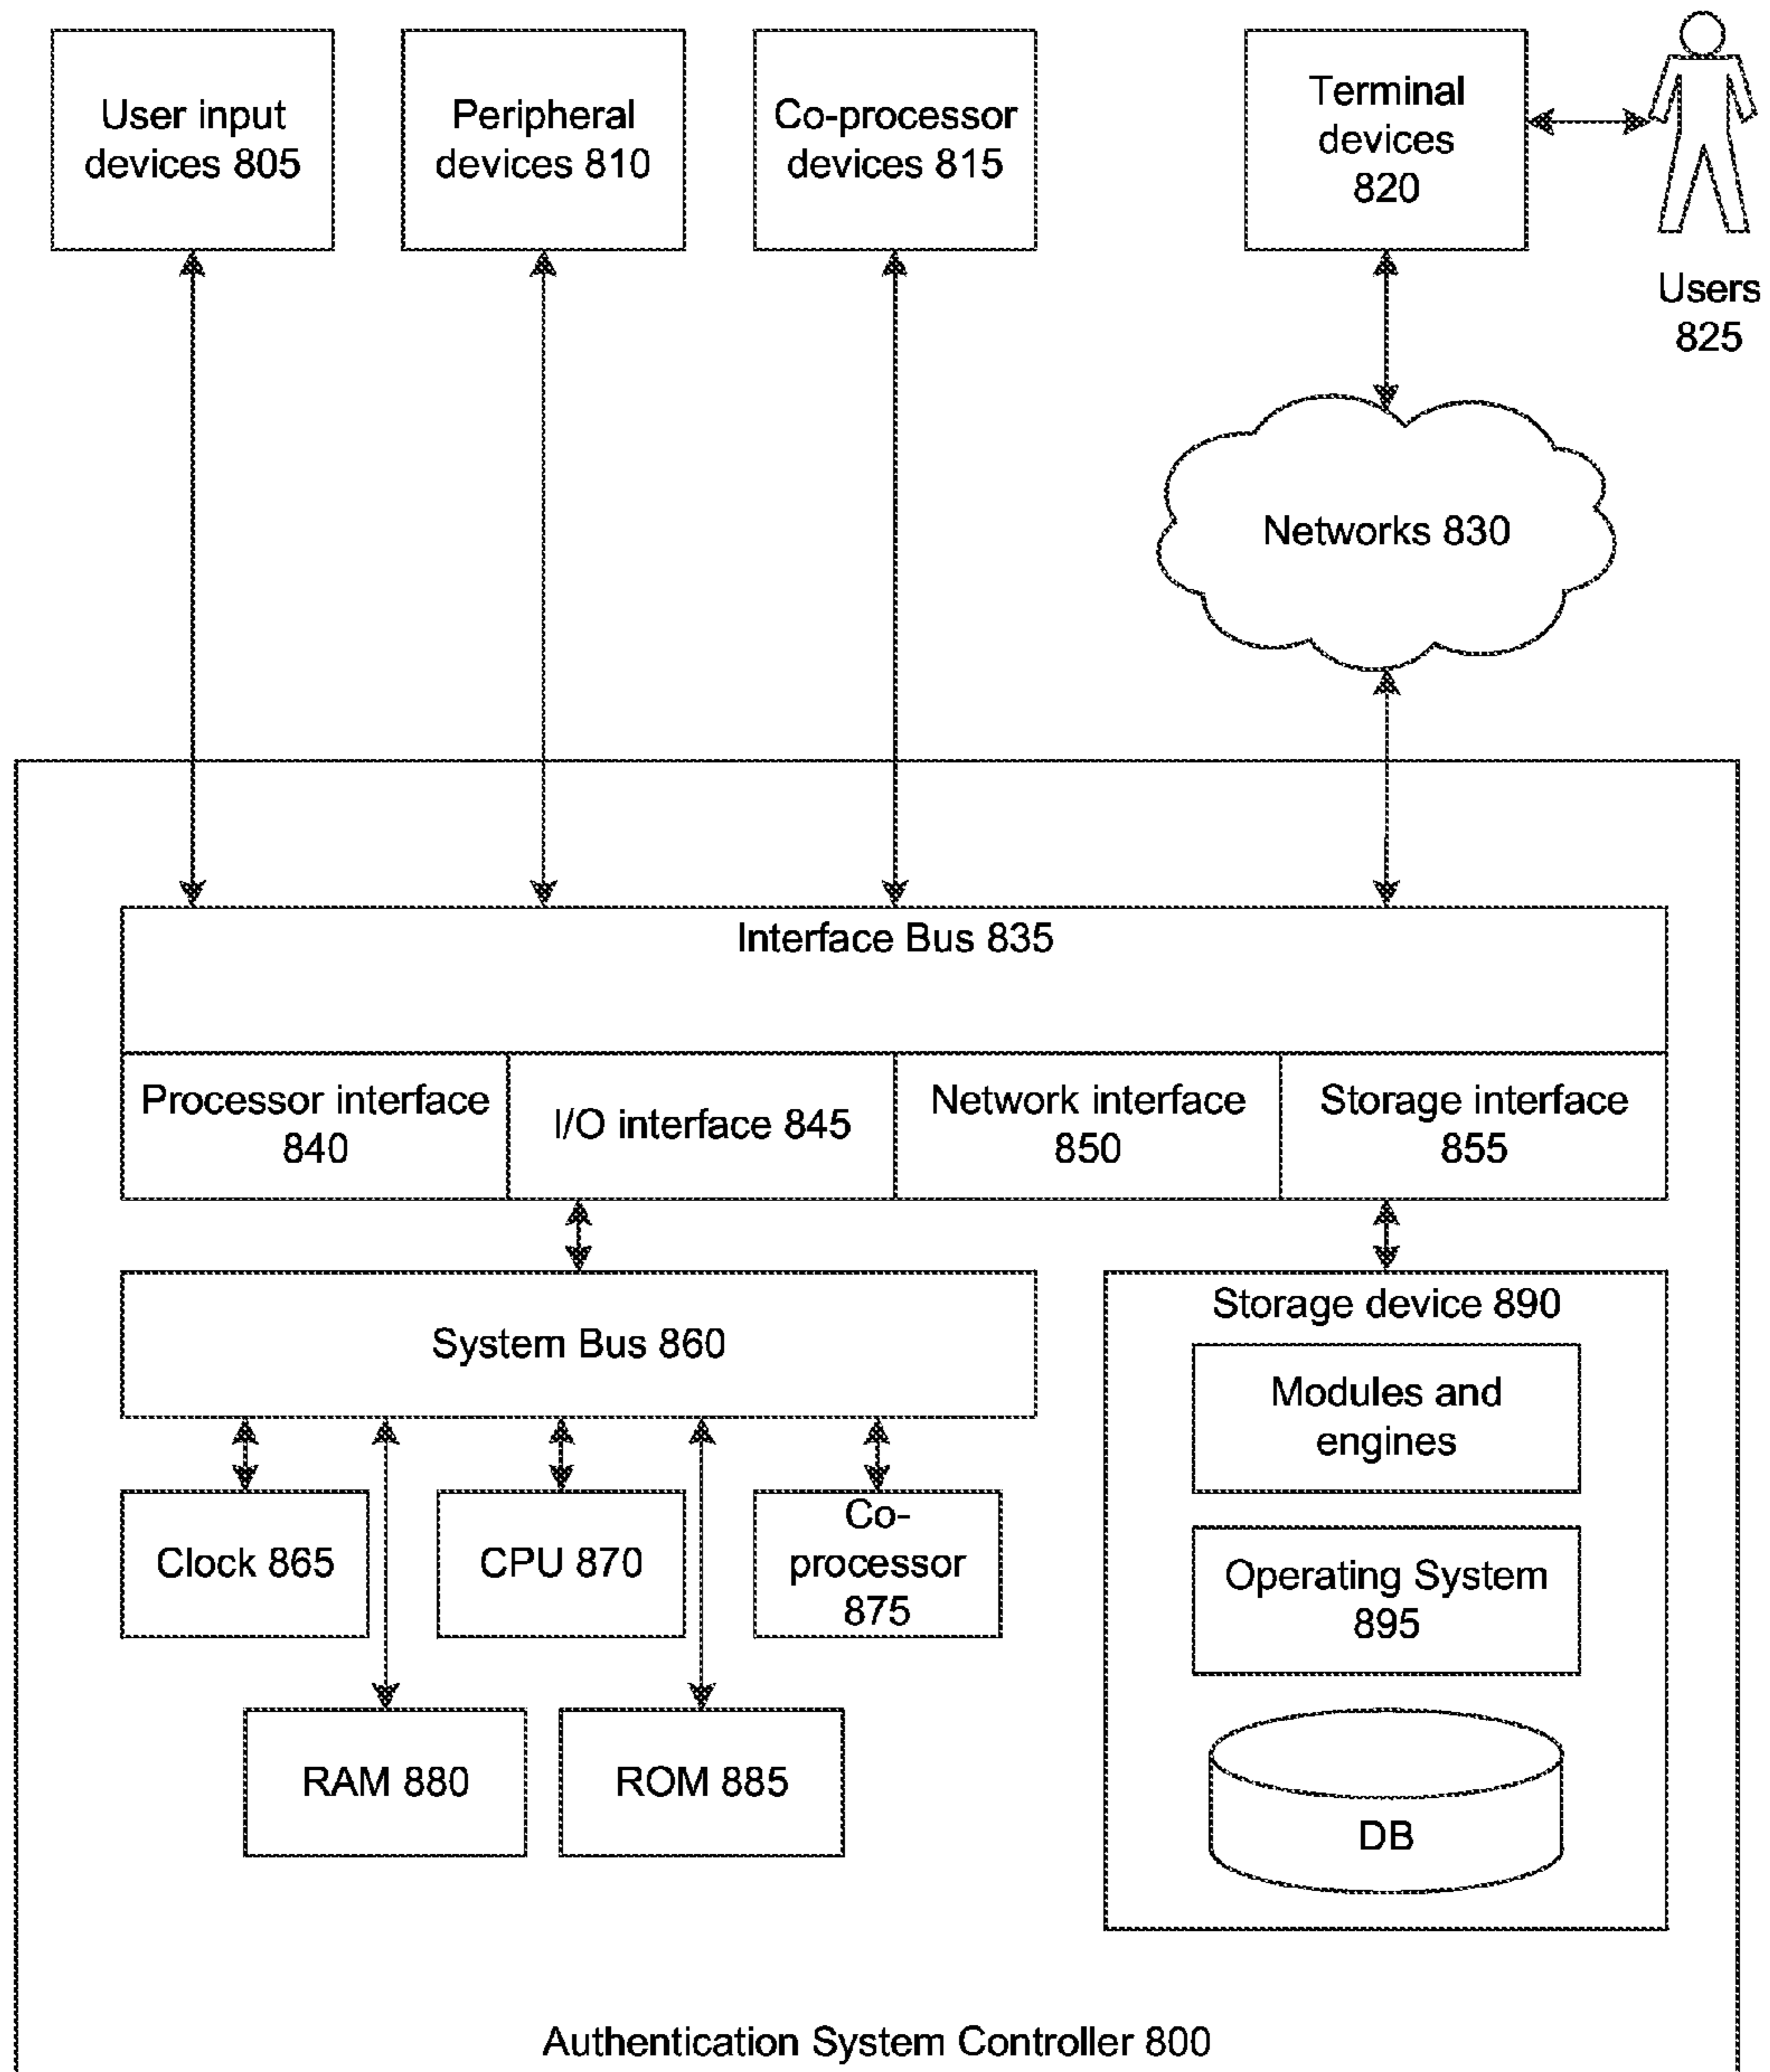 User input
devices 805
Peripheral
devices 810
Co-processor
devices 815
Terminal
devices
820
Users
825
Networks 830
Interface Bus 835
Processor interface
840
I/O interface 845
Network interface
850
Storage interface
855
System Bus 860
Storage device 890
Modules and
engines
Clock 865
CPU 870
Co-
processor
875
Operating System
895
RAM 880
ROM 885
DB
Authentication System Controller 800